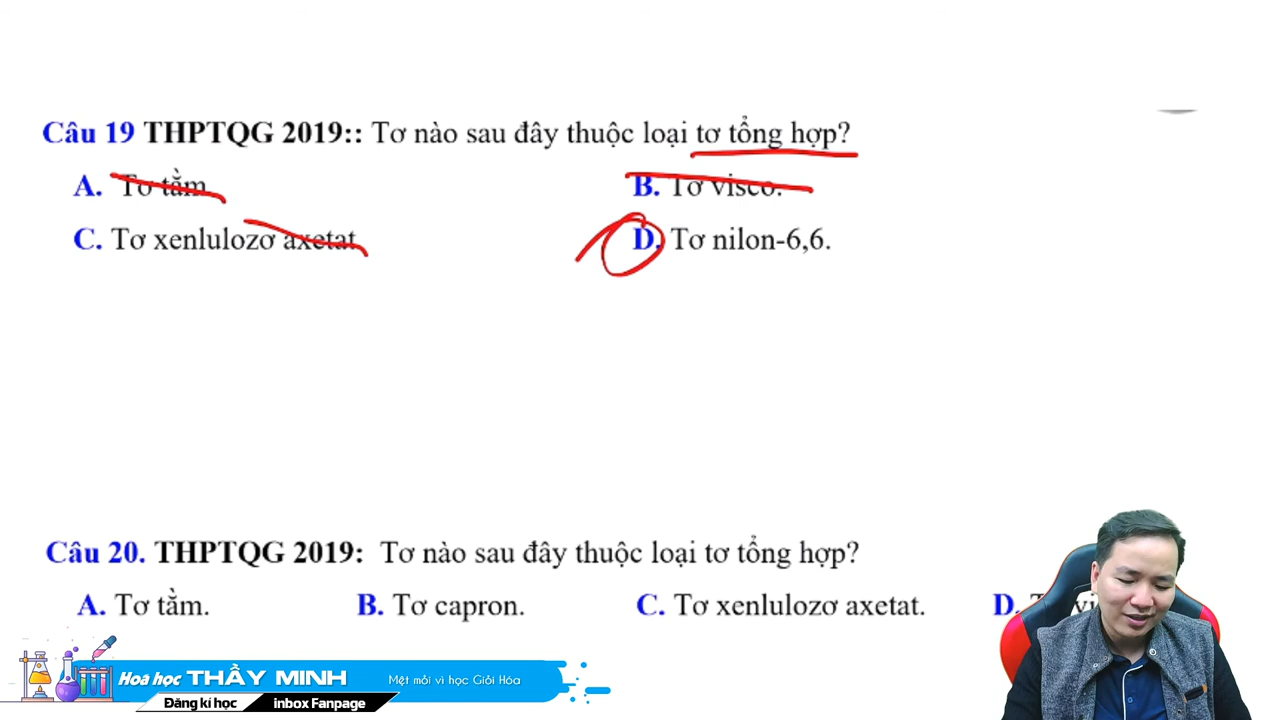 Câu 19 THPTQG 2019:: Tơ nào sau đây thuộc loại tơ tổng hợp?
A. Tơ tằm. B. Tơ visco.
C. Tơ xenlulozơ axetat. D. Tơ nilon-6,6.
Câu 20. THPTQG 2019: Tơ nào sau đây thuộc loại tơ tổng hợp?
A. Tơ tằm. B. Tơ capron. C. Tơ xenlulozơ axetat. D.
Hoá học THẦY MINH Mệt mỏi vì học Giỏi Hóa
Đăng kí học inbox Fanpage